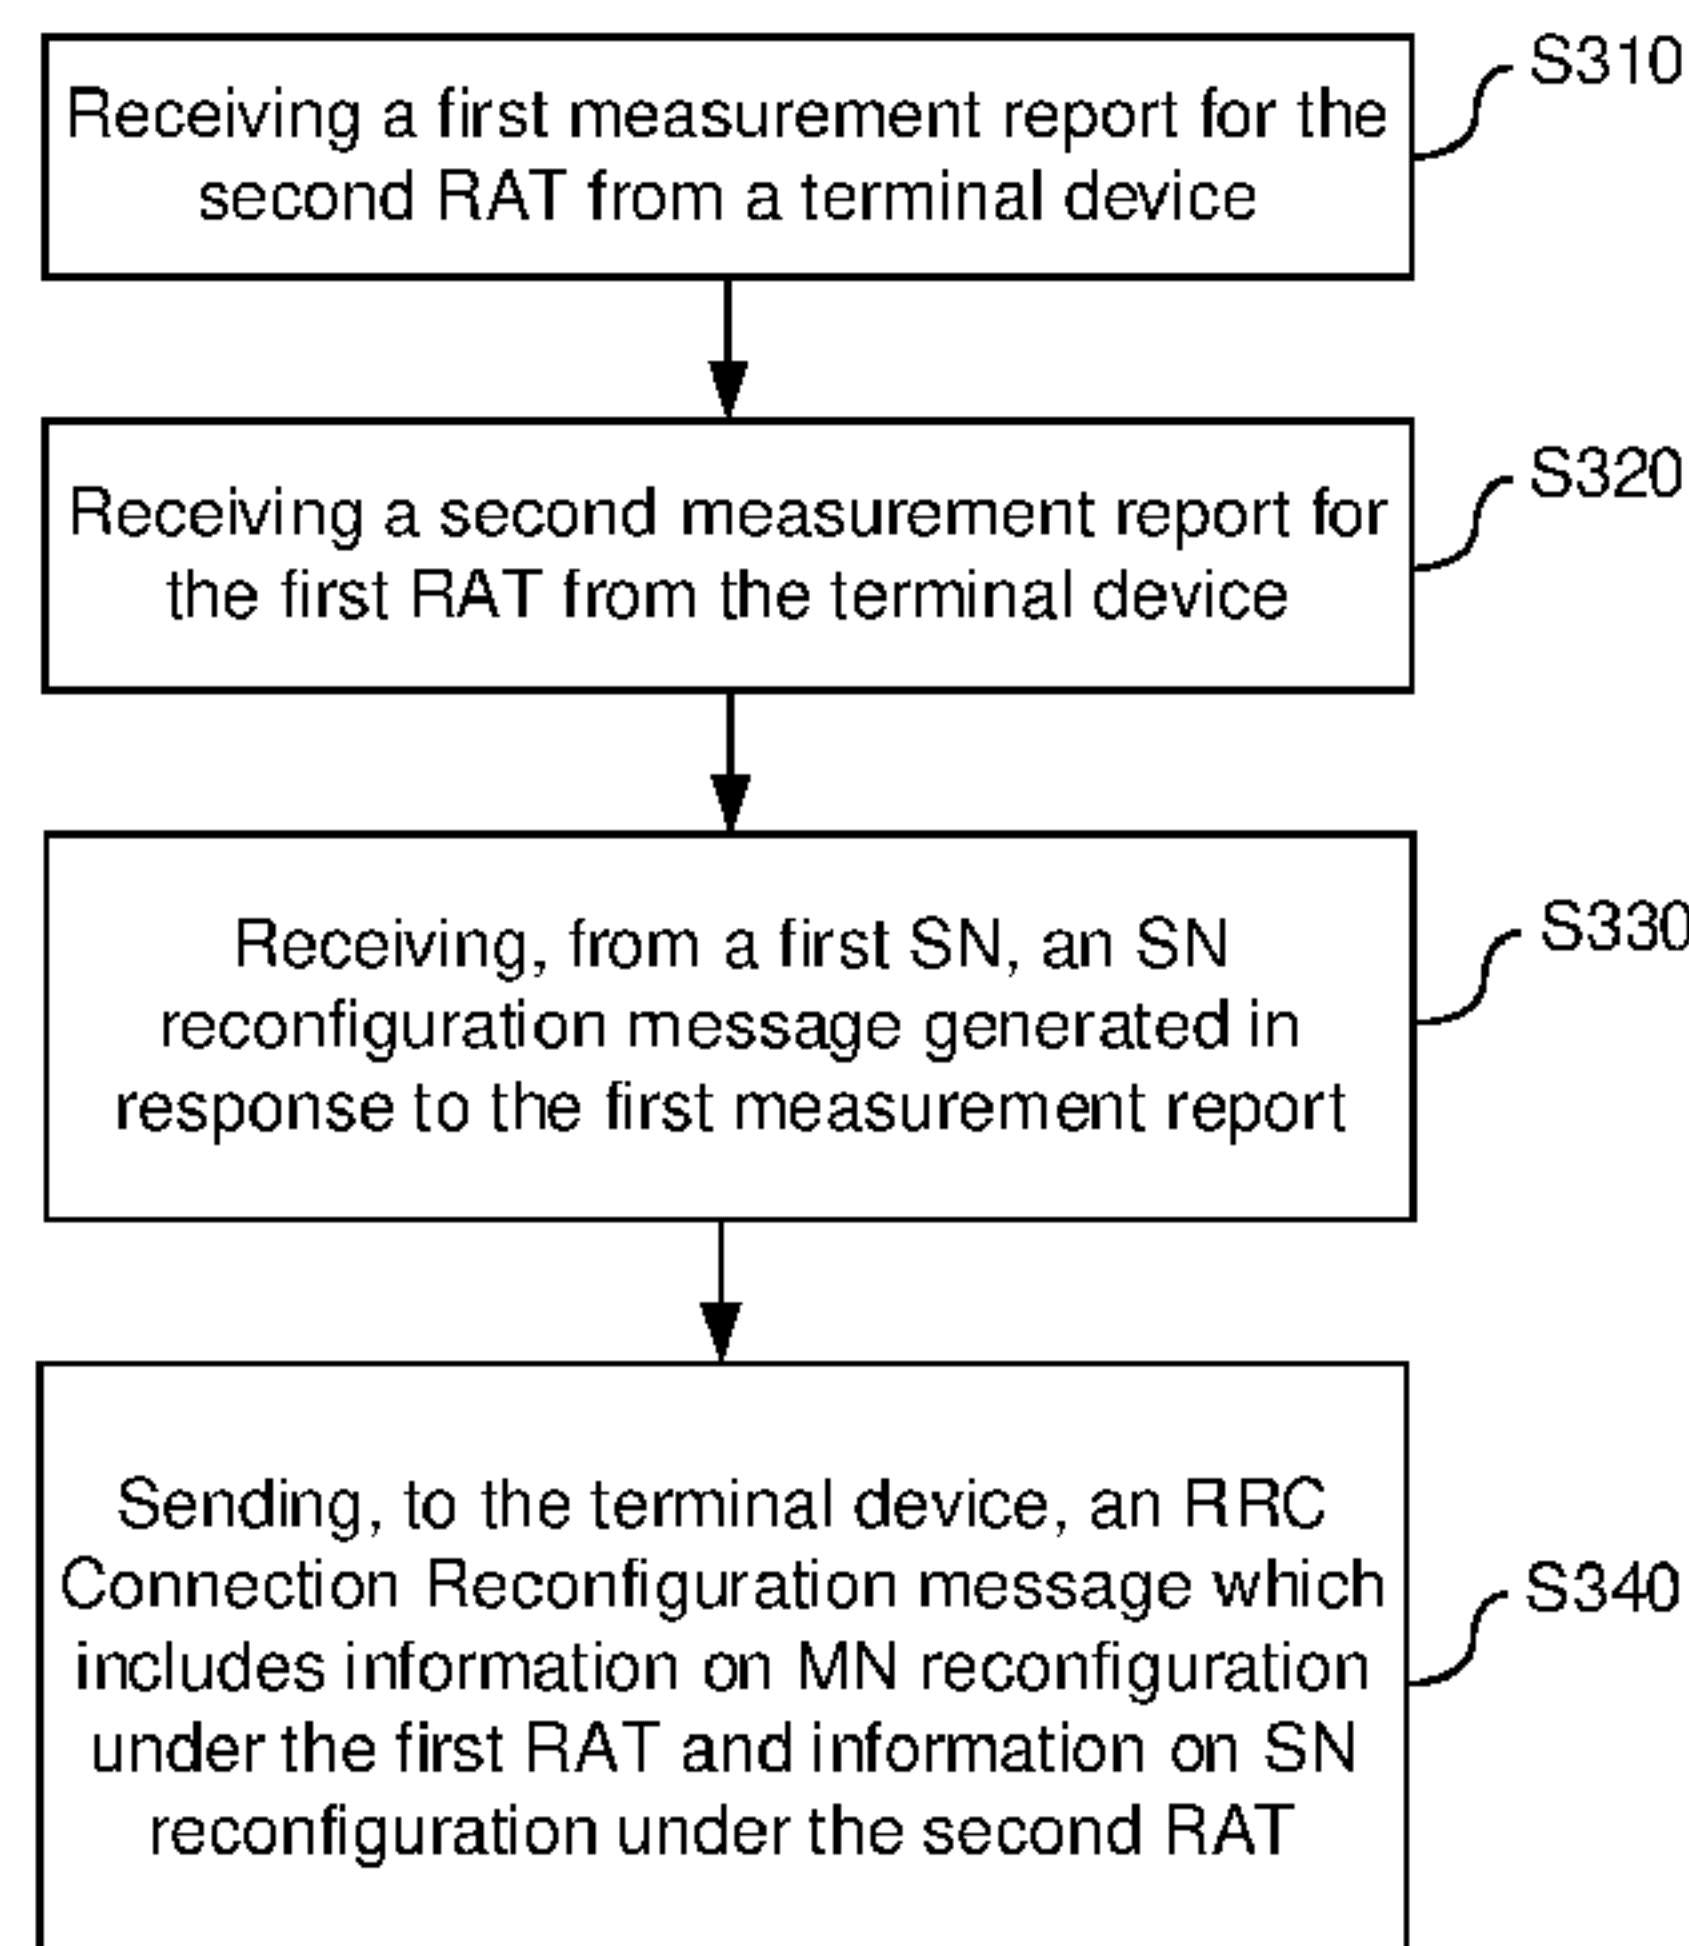 Receiving a first measurement report for the
second RAT from a terminal device
S310
Receiving a second measurement report for
the first RAT from the terminal device
S320
Receiving, from a first SN, an SN
reconfiguration message generated in
response to the first measurement report
S330
Sending, to the terminal device, an RRC
Connection Reconfiguration message which
includes information on MN reconfiguration
under the first RAT and information on SN
reconfiguration under the second RAT
S340